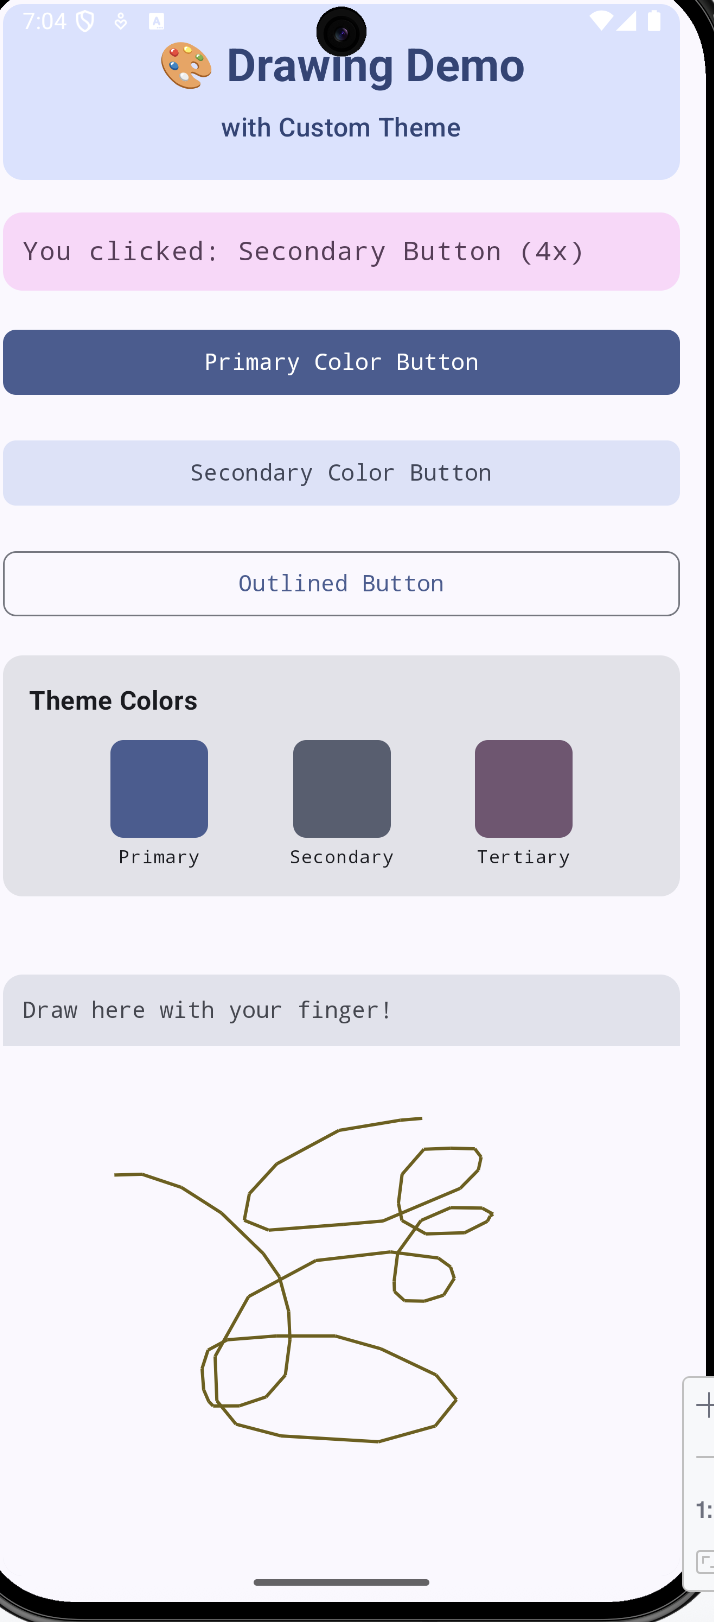 7:04
Drawing Demo
with Custom Theme
You clicked: Secondary Button (4x)
Primary Color Button
Secondary Color Button
Outlined Button
Theme Colors
Primary Secondary Tertiary
Draw here with your finger!
1: